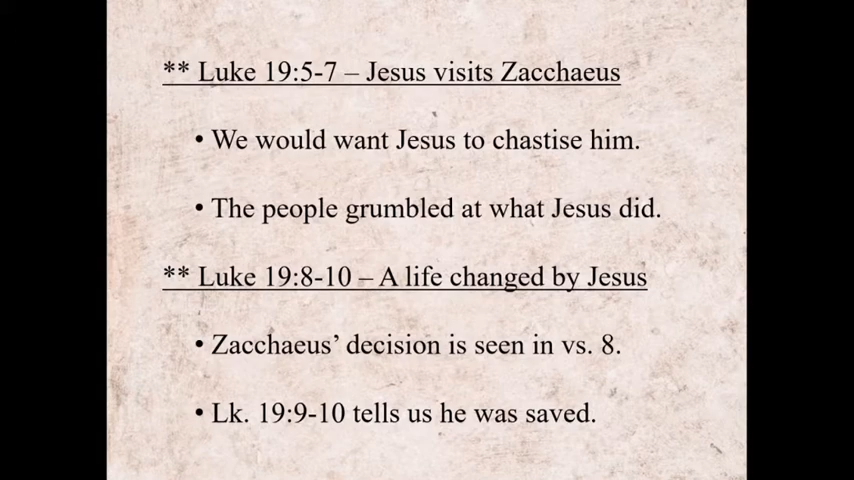 ** Luke 19:5-7 – Jesus visits Zacchaeus
• We would want Jesus to chastise him.
• The people grumbled at what Jesus did.
** Luke 19:8-10 – A life changed by Jesus
• Zacchaeus’ decision is seen in vs. 8.
• Lk. 19:9-10 tells us he was saved.